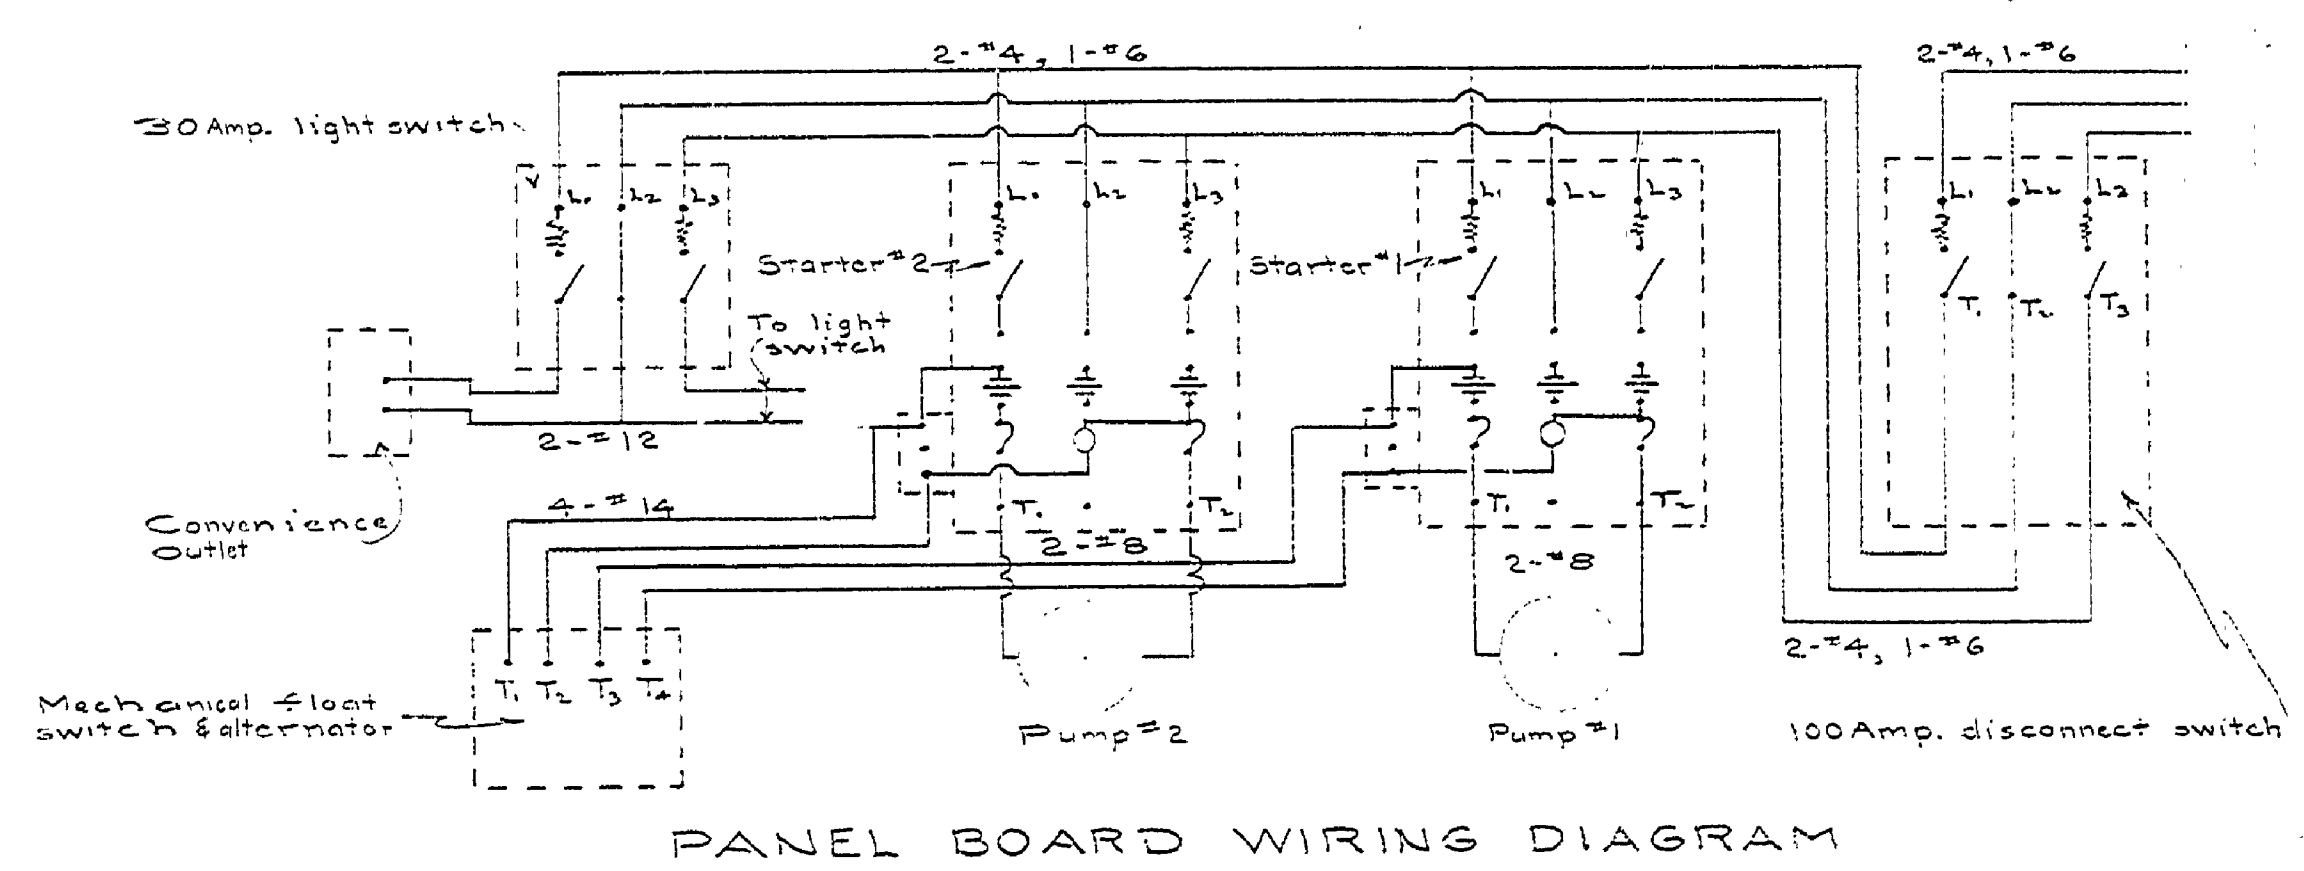 2-#4, 1-#6
2-#4, 1-#6
30 Amp. light switch
L1 L2 L3
L1 L2 L3
L1 L2 L3
L1 L2 L3
Starter #2
Starter #1
T1 T2 T3
To light
switch
2-#12
4-#14
Convenience
outlet
T1 T2
T1 T2
2-#8
2-#8
2-#4, 1-#6
T1 T2 T3 T4
Mechanical float
switch & alternator
Pump #2
Pump #1
100 Amp. disconnect switch
PANEL BOARD WIRING DIAGRAM